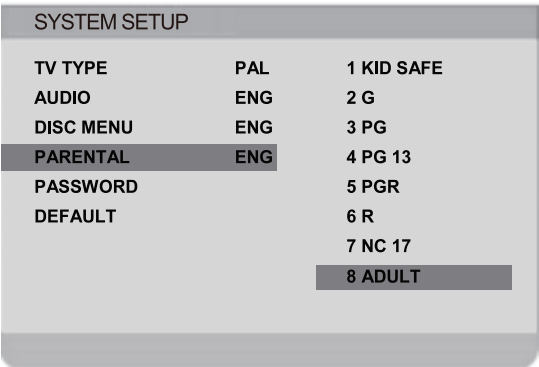 SYSTEM SETUP
TV TYPE PAL 1 KID SAFE
AUDIO ENG 2 G
DISC MENU ENG 3 PG
PARENTAL ENG 4 PG 13
PASSWORD 5 PGR
DEFAULT 6 R
7 NC 17
8 ADULT